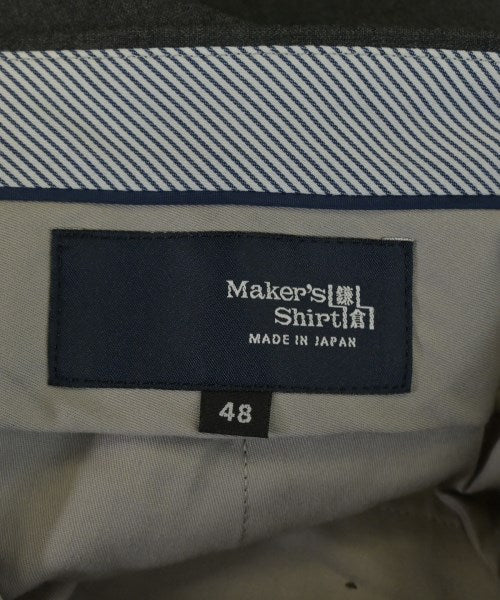 Maker's 鎌
Shirt 倉
MADE IN JAPAN
48